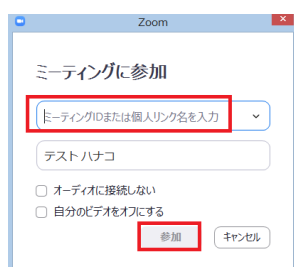 Zoom
ミーティングに参加
ミーティングIDまたは個人リンク名を入力
テスト ハナコ
オーディオに接続しない
自分のビデオをオフにする
参加 キャンセル